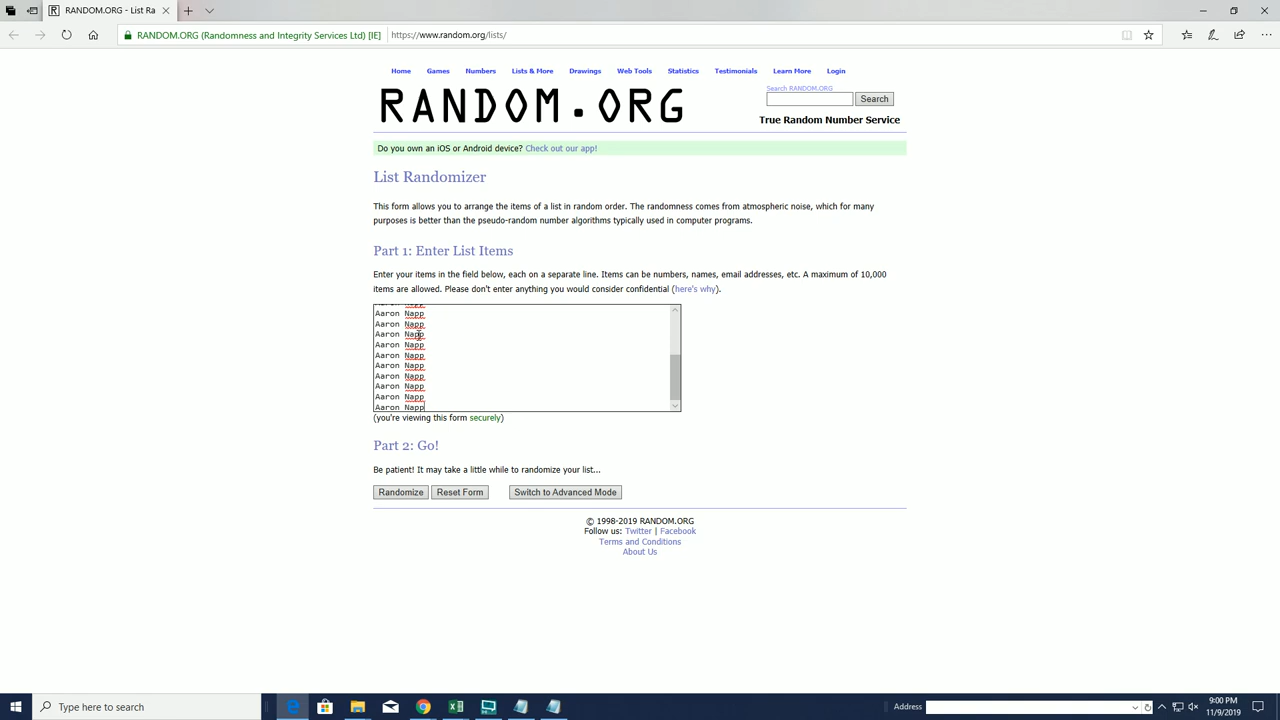 RANDOM.ORG - List Ra
RANDOM.ORG (Randomness and Integrity Services Ltd) [IE] https://www.random.org/lists/
Home Games Numbers Lists & More Drawings Web Tools Statistics Testimonials Learn More Login
RANDOM.ORG
Search RANDOM.ORG
Search
True Random Number Service
Do you own an iOS or Android device? Check out our app!
List Randomizer
This form allows you to arrange the items of a list in random order. The randomness comes from atmospheric noise, which for many
purposes is better than the pseudo-random number algorithms typically used in computer programs.
Part 1: Enter List Items
Enter your items in the field below, each on a separate line. Items can be numbers, names, email addresses, etc. A maximum of 10,000
items are allowed. Please don't enter anything you would consider confidential (here's why).
Aaron Napp
Aaron Napp
Aaron Napp
Aaron Napp
Aaron Napp
Aaron Napp
Aaron Napp
Aaron Napp
Aaron Napp
Aaron Napp
Aaron Napp
(you're viewing this form securely)
Part 2: Go!
Be patient! It may take a little while to randomize your list...
Randomize Reset Form Switch to Advanced Mode
© 1998-2019 RANDOM.ORG
Follow us: Twitter | Facebook
Terms and Conditions
About Us
Type here to search
Address
9:00 PM
11/9/2019